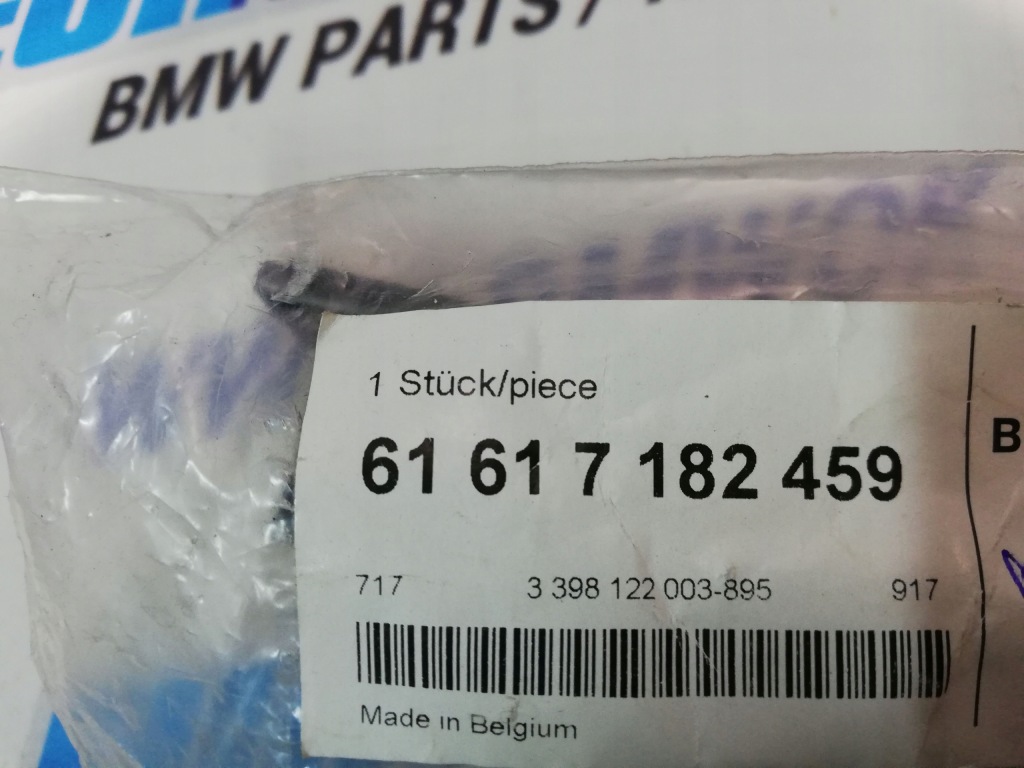 BMW PARTS /
1 Stück/piece
61 61 7 182 459
717 3 398 122 003-895 917
Made in Belgium
B